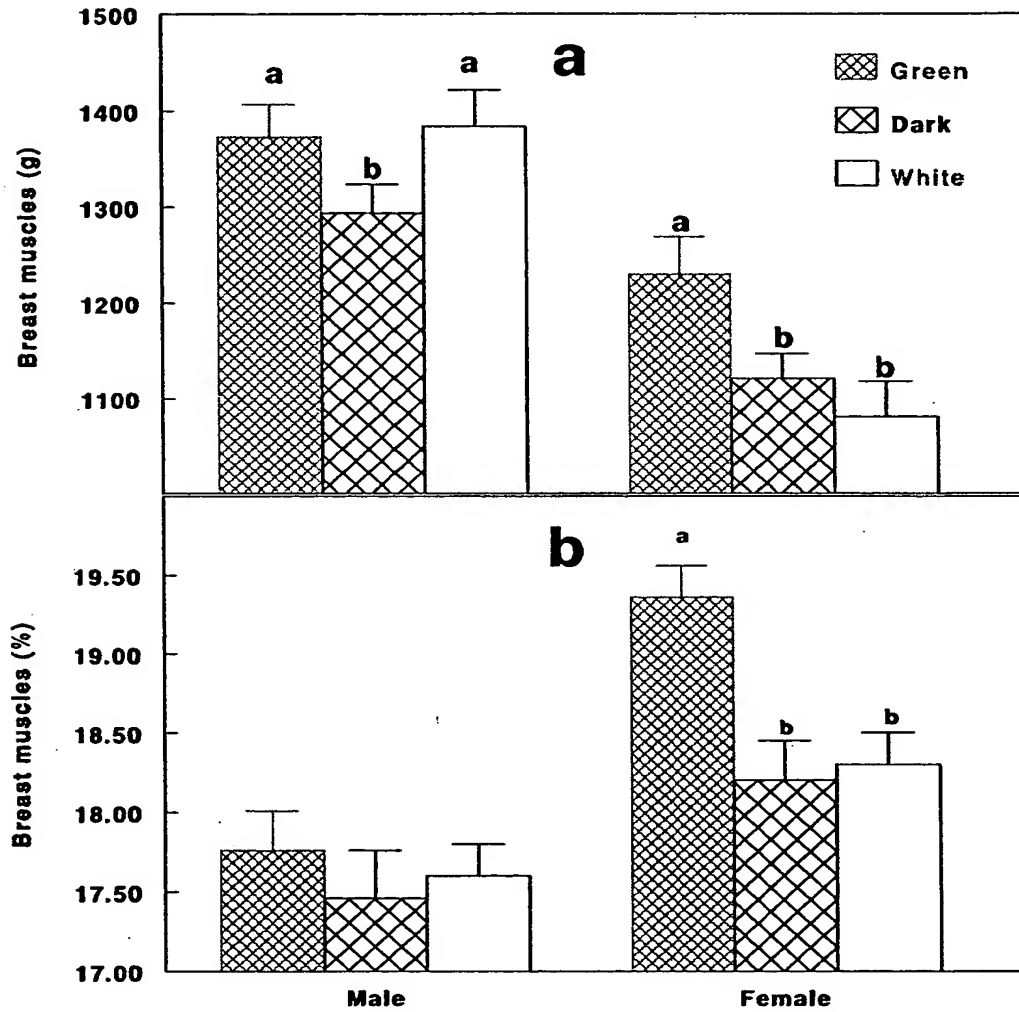 1500
1400
1300
1200
1100
Breast muscles (g)
a
Green
Dark
White
a
b
a
a
b
b
19.50
19.00
18.50
18.00
17.50
17.00
Breast muscles (%)
b
a
b
b
Male
Female